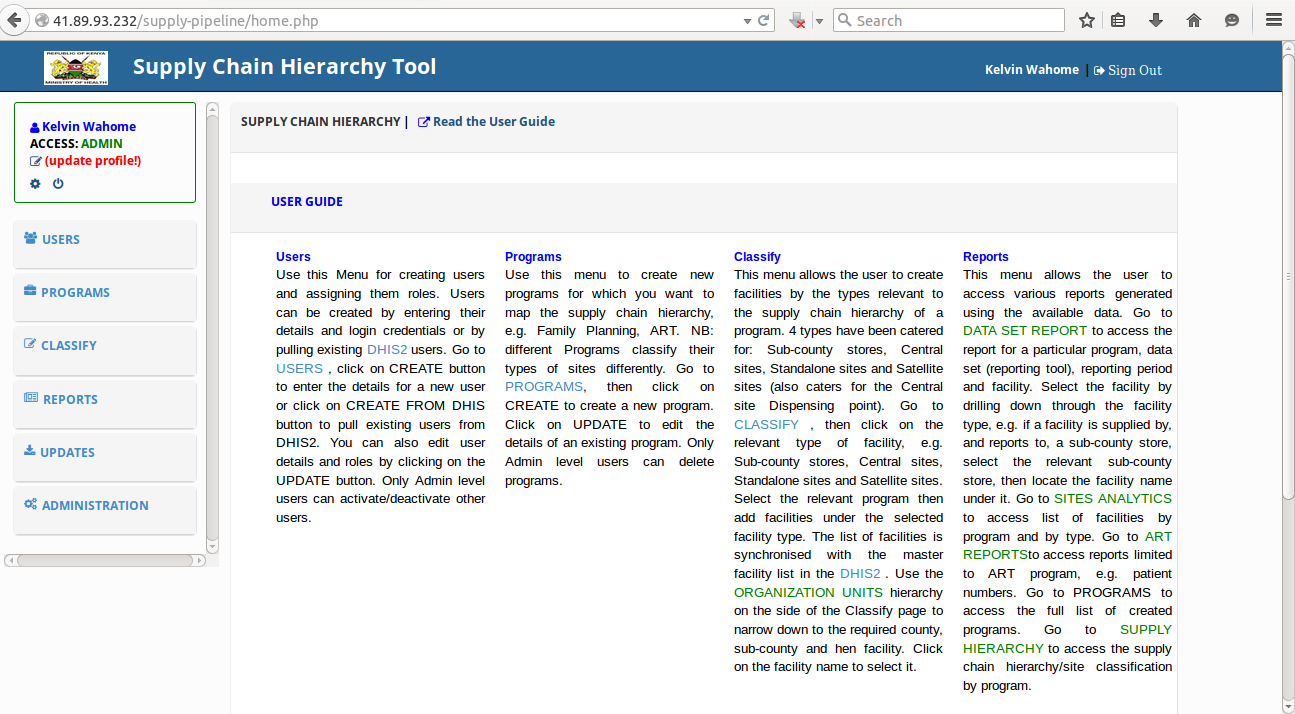 41.89.93.232/supply-pipeline/home.php
Search
REPUBLIC OF KENYA
MINISTRY OF HEALTH
Supply Chain Hierarchy Tool
Kelvin Wahome | Sign Out
Kelvin Wahome
ACCESS: ADMIN
(update profile!)
USERS
PROGRAMS
CLASSIFY
REPORTS
UPDATES
ADMINISTRATION
SUPPLY CHAIN HIERARCHY | Read the User Guide
USER GUIDE
Users
Use this Menu for creating users
and assigning them roles. Users
can be created by entering their
details and login credentials or by
pulling existing DHIS2 users. Go to
USERS , click on CREATE button
to enter the details for a new user
or click on CREATE FROM DHIS
button to pull existing users from
DHIS2. You can also edit user
details and roles by clicking on the
UPDATE button. Only Admin level
users can activate/deactivate other
users.
Programs
Use this menu to create new
programs for which you want to
map the supply chain hierarchy,
e.g. Family Planning, ART. NB:
different Programs classify their
types of sites differently. Go to
PROGRAMS, then click on
CREATE to create a new program.
Click on UPDATE to edit the
details of an existing program. Only
Admin level users can delete
programs.
Classify
This menu allows the user to create
facilities by the types relevant to
the supply chain hierarchy of a
program. 4 types have been catered
for: Sub-county stores, Central
sites, Standalone sites and Satellite
sites (also caters for the Central
site Dispensing point). Go to
CLASSIFY , then click on the
relevant type of facility, e.g.
Sub-county stores, Central sites,
Standalone sites and Satellite sites.
Select the relevant program then
add facilities under the selected
facility type. The list of facilities is
synchronised with the master
facility list in the DHIS2 . Use the
ORGANIZATION UNITS hierarchy
on the side of the Classify page to
narrow down to the required county,
sub-county and hen facility. Click
on the facility name to select it.
Reports
This menu allows the user to
access various reports generated
using the available data. Go to
DATA SET REPORT to access the
report for a particular program, data
set (reporting tool), reporting period
and facility. Select the facility by
drilling down through the facility
type, e.g. if a facility is supplied by,
and reports to, a sub-county store,
select the relevant sub-county
store, then locate the facility name
under it. Go to SITES ANALYTICS
to access list of facilities by
program and by type. Go to ART
REPORTSto access reports limited
to ART program, e.g. patient
numbers. Go to PROGRAMS to
access the full list of created
programs. Go to SUPPLY
HIERARCHY to access the supply
chain hierarchy/site classification
by program.